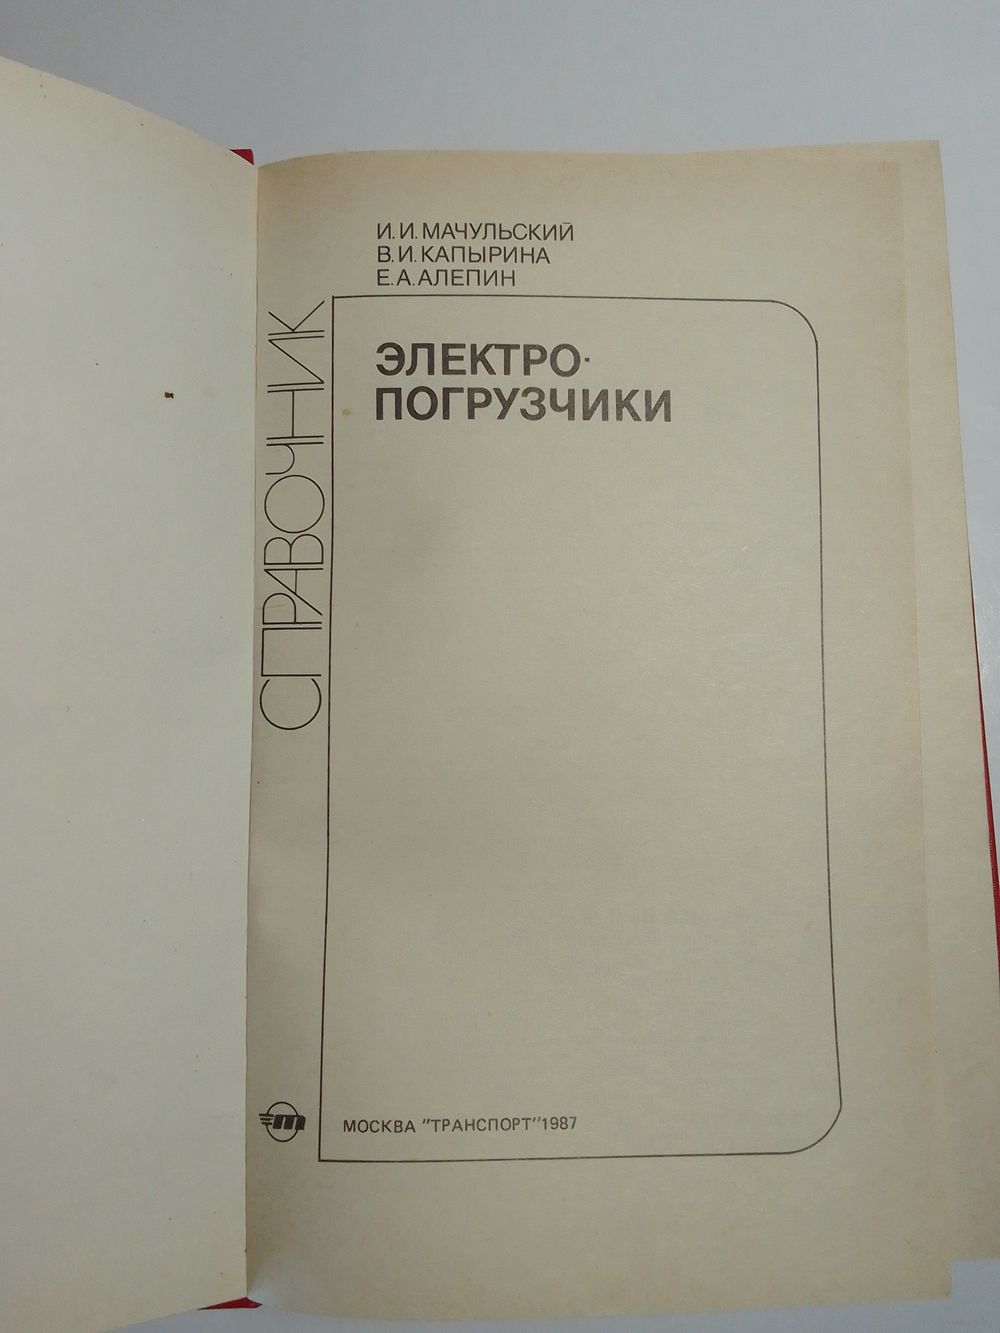 И. И. МАЧУЛЬСКИЙ
В. И. КАПЫРИНА
Е. А. АЛЕПИН
СПРАВОЧНИК
ЭЛЕКТРО-
ПОГРУЗЧИКИ
МОСКВА "ТРАНСПОРТ" 1987